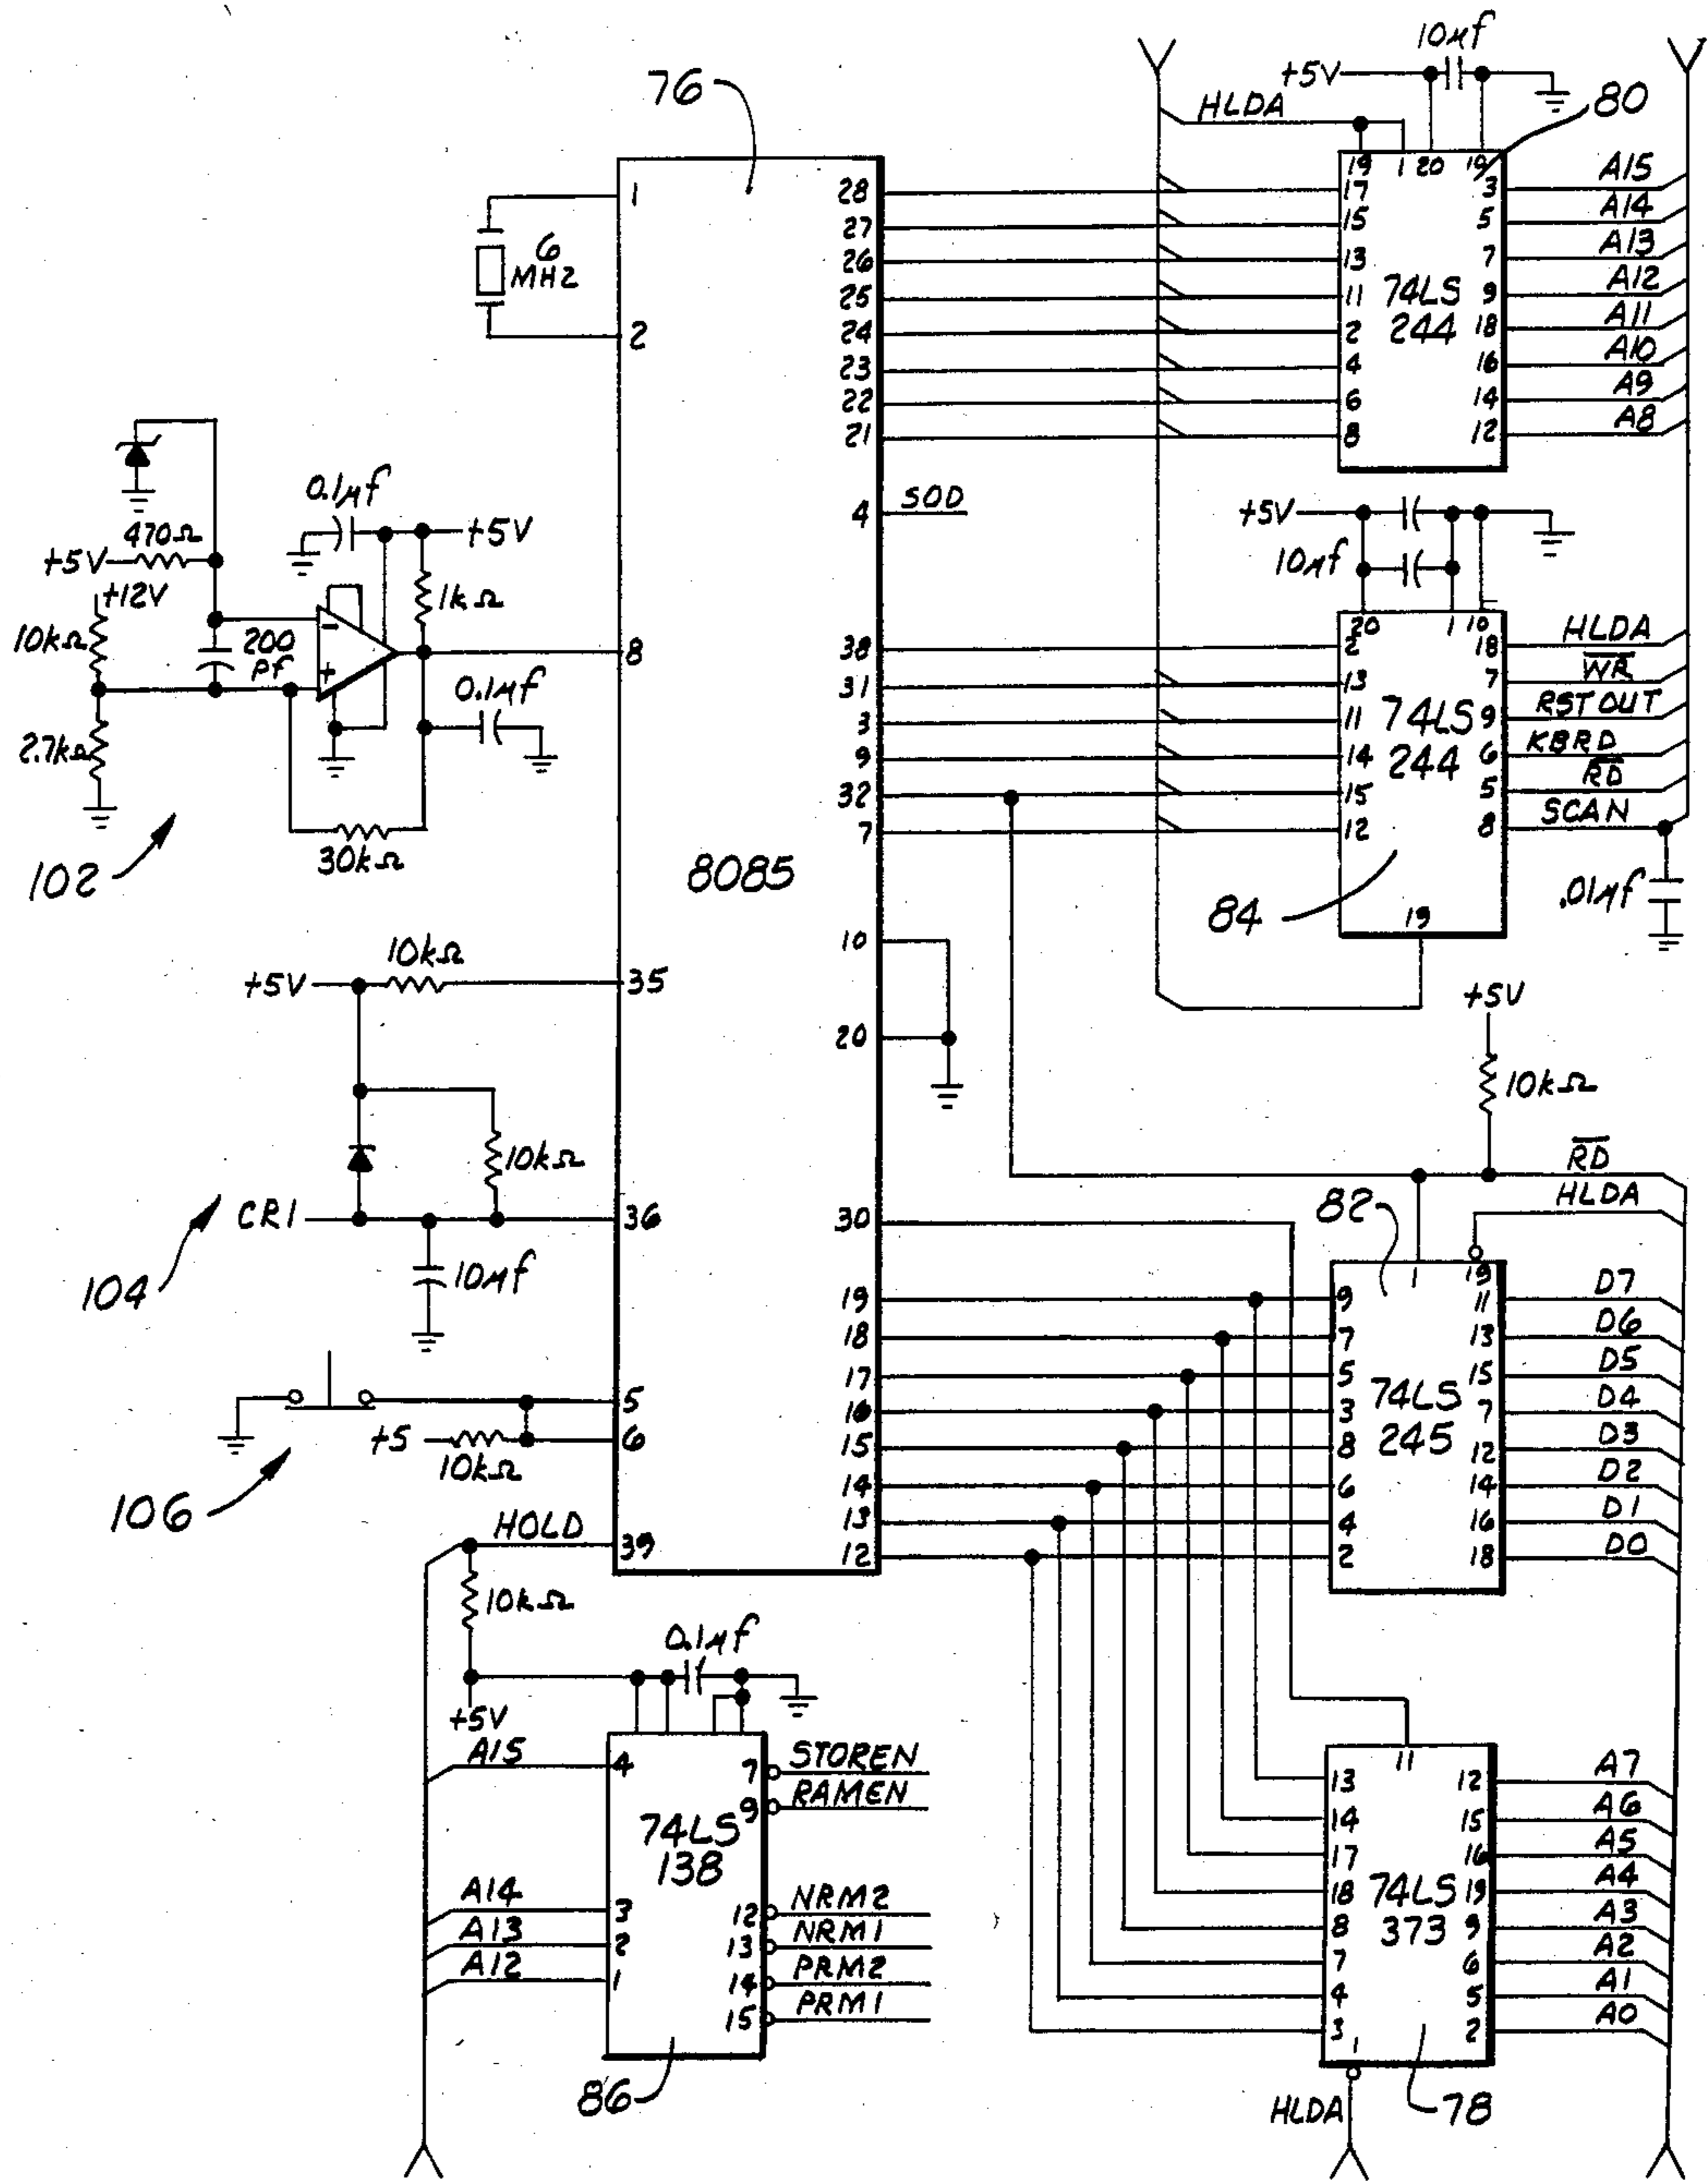 76
1
2
6
MHz
28
27
26
25
24
23
22
21
4
SOD
10µf
+5V
HLDA
80
19
1
20
19
17
15
13
11
2
4
6
8
74LS
244
3
5
7
9
18
16
14
12
A15
A14
A13
A12
A11
A10
A9
A8
0.1µf
+5V
470Ω
+5V
+12V
10kΩ
200
pf
-
+
1kΩ
0.1µf
2.7kΩ
30kΩ
102
8
8085
38
31
3
9
32
7
+5V
10µf
20
1
10
2
13
11
14
15
12
74LS
244
18
7
9
6
5
8
HLDA
WR
RST OUT
KBRD
RD
SCAN
.01µf
84
19
10
20
+5V
10kΩ
35
+5V
10kΩ
10kΩ
CR1
36
10µf
104
5
6
+5
10kΩ
106
HOLD
39
30
19
18
17
16
15
14
13
12
RD
HLDA
82
1
19
9
7
5
3
8
6
4
2
74LS
245
11
13
15
7
12
14
16
18
D7
D6
D5
D4
D3
D2
D1
D0
10kΩ
0.1µf
+5V
A15
A14
A13
A12
4
3
2
1
74LS
138
7
9
12
13
14
15
STOREN
RAMEN
NRM2
NRM1
PRM2
PRM1
86
11
13
14
17
18
8
7
4
3
74LS
373
12
15
16
19
9
6
5
2
A7
A6
A5
A4
A3
A2
A1
A0
1
HLDA
78